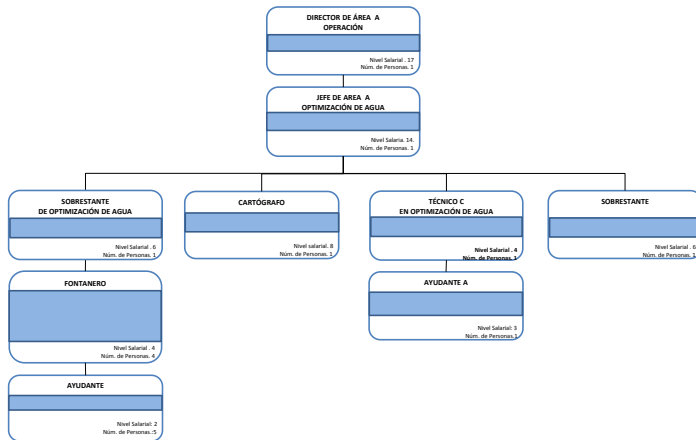 DIRECTOR DE ÁREA A
OPERACIÓN
Nivel Salarial . 17
Núm. de Personas. 1
JEFE DE AREA A
OPTIMIZACIÓN DE AGUA
Nivel Salaria. 14.
Núm. de Personas. 1
SOBRESTANTE
DE OPTIMIZACIÓN DE AGUA
Nivel Salarial . 6
Núm. de Personas. 1
CARTÓGRAFO
Nivel salarial. 8
Núm. de Personas. 1
TÉCNICO C
EN OPTIMIZACIÓN DE AGUA
Nivel Salarial . 4
Núm. de Personas. 1
SOBRESTANTE
Nivel Salarial . 6
Núm. de Personas. 1
FONTANERO
Nivel Salarial . 4
Núm. de Personas. 4
AYUDANTE A
Nivel Salarial: 3
Núm. de Personas.1
AYUDANTE
Nivel Salarial: 2
Núm. de Personas .:5